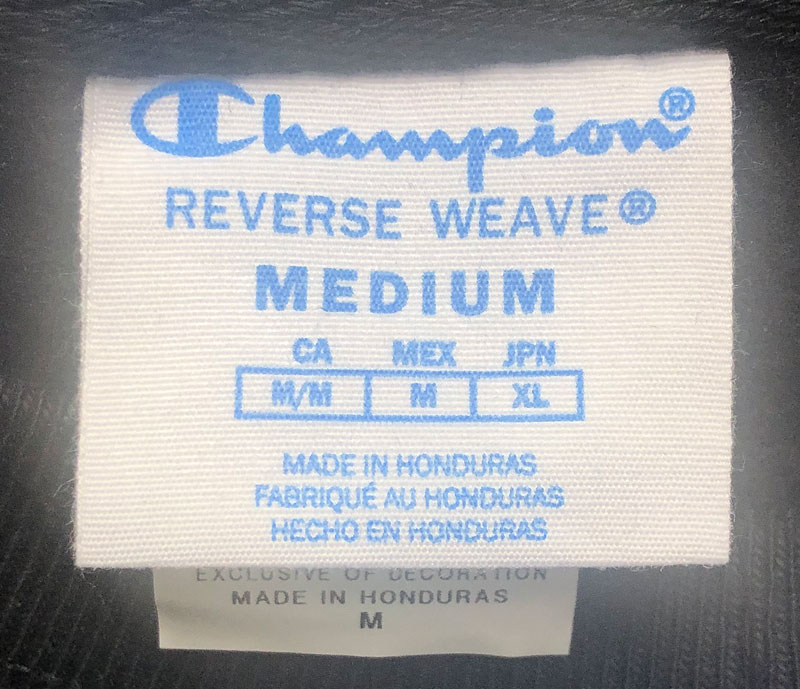 Champion®
REVERSE WEAVE®
MEDIUM
CA MEX JPN
M/M M XL
MADE IN HONDURAS
FABRIQUÉ AU HONDURAS
HECHO EN HONDURAS
EXCLUSIVE OF DECORATION
MADE IN HONDURAS
M